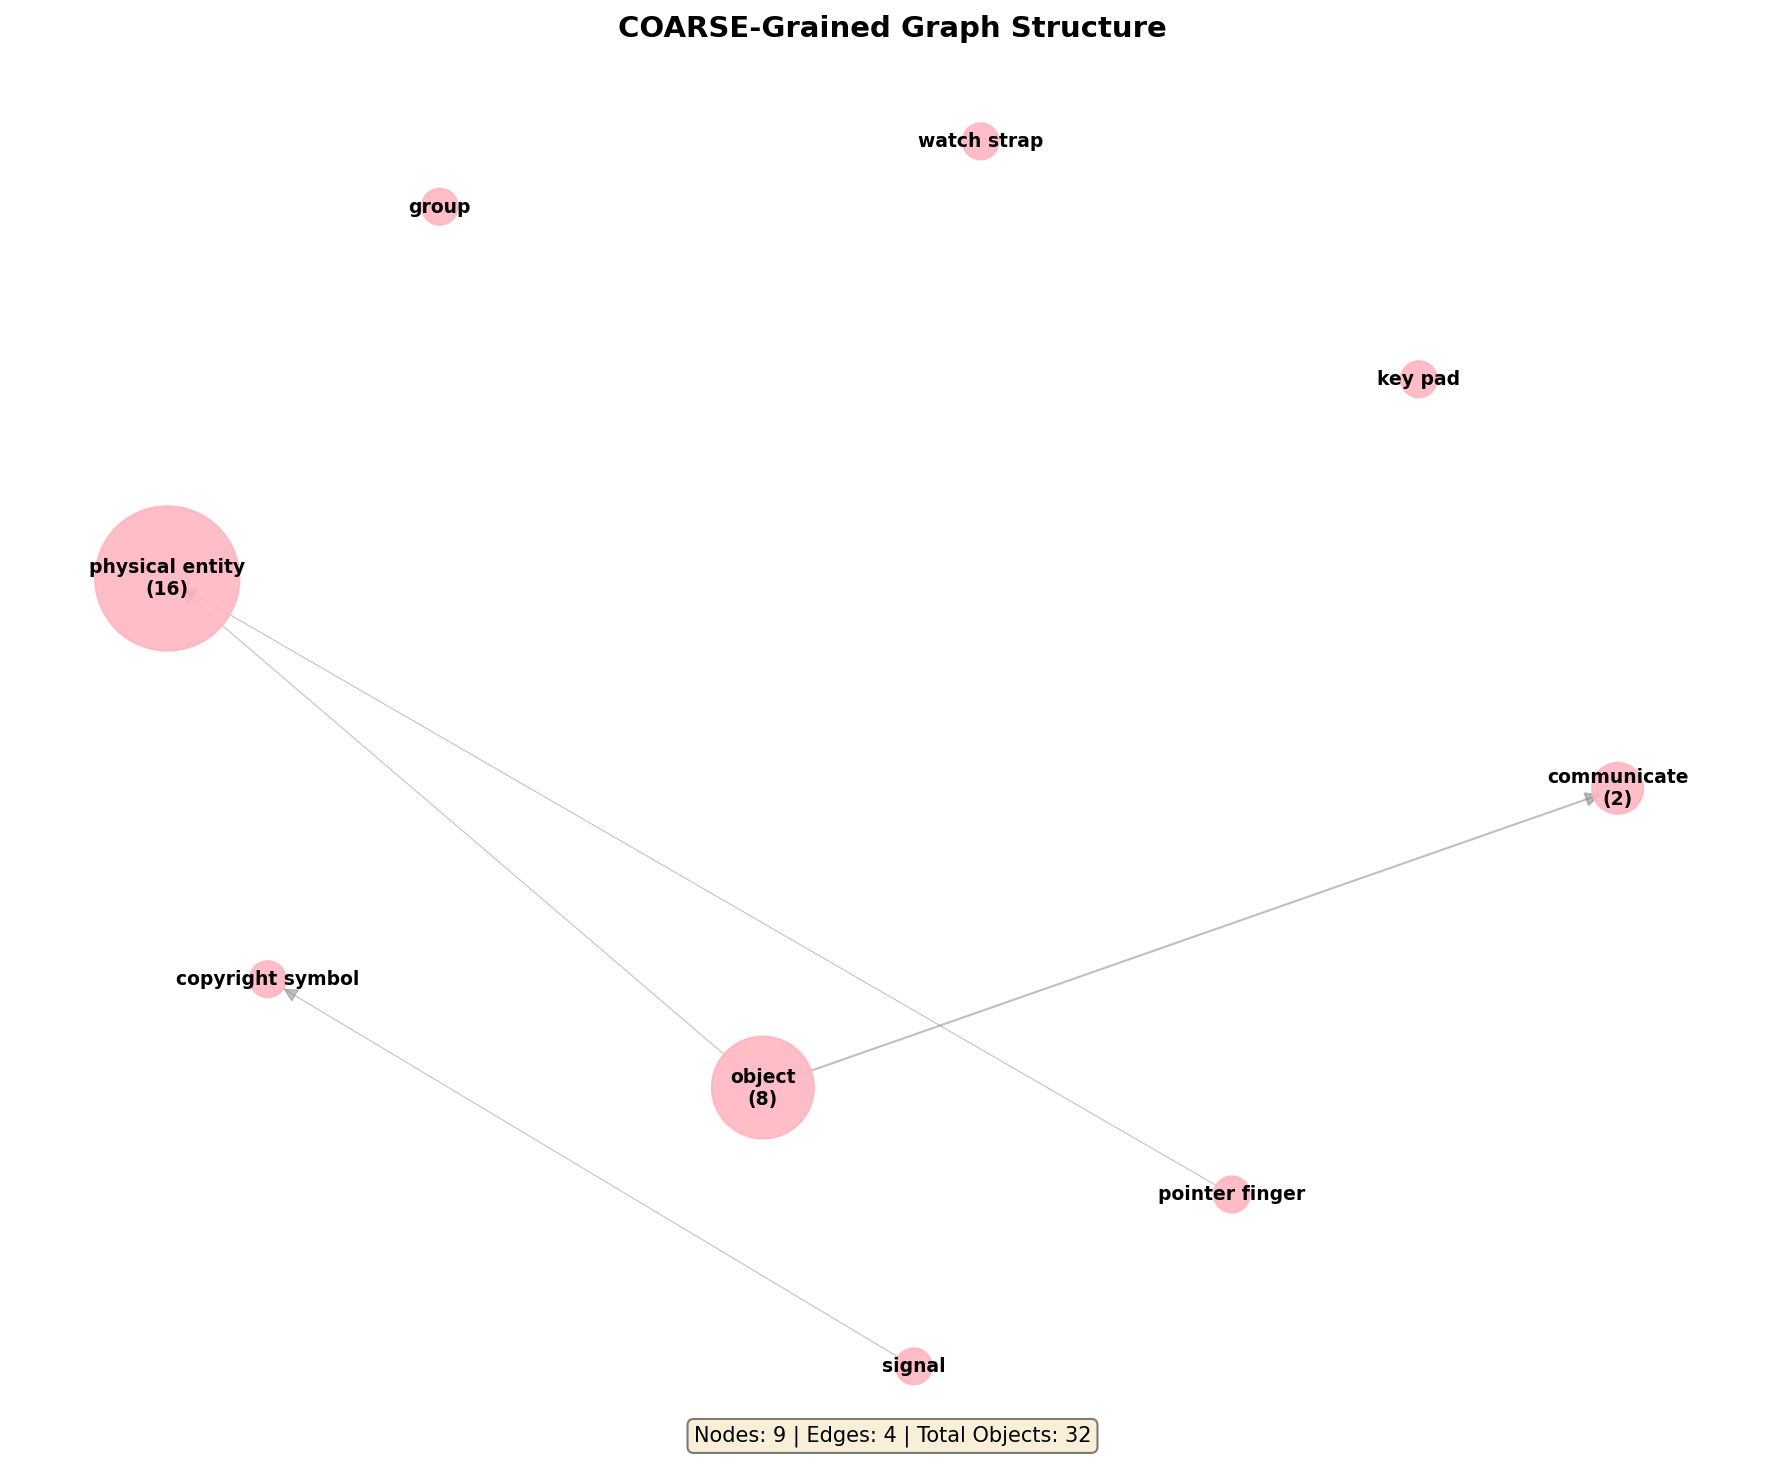 COARSE-Grained Graph Structure
watch strap
group
key pad
physical entity
(16)
communicate
(2)
copyright symbol
object
(8)
pointer finger
signal
Nodes: 9 | Edges: 4 | Total Objects: 32